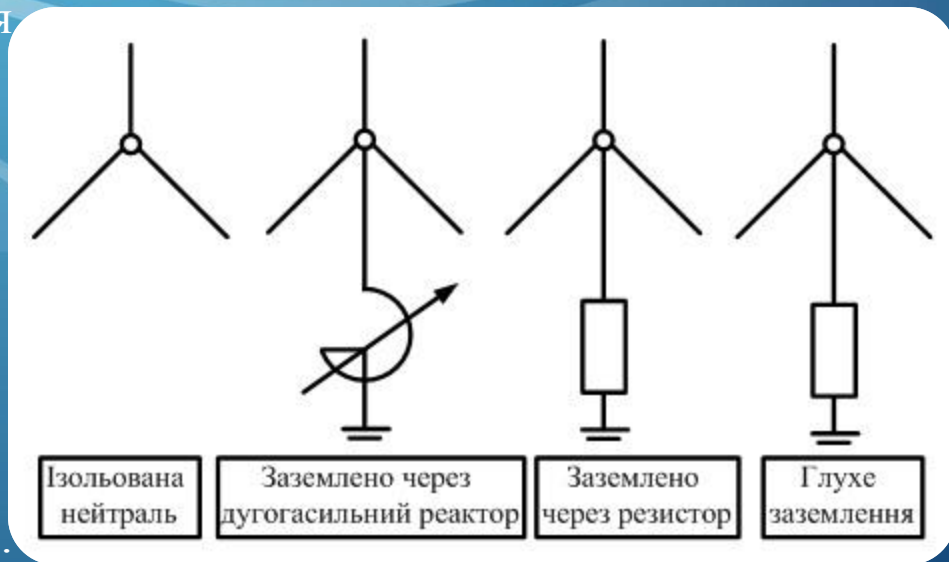 я
Ізольована
нейтраль
Заземлено через
дугогасильний реактор
Заземлено
через резистор
Глухе
заземлення
.